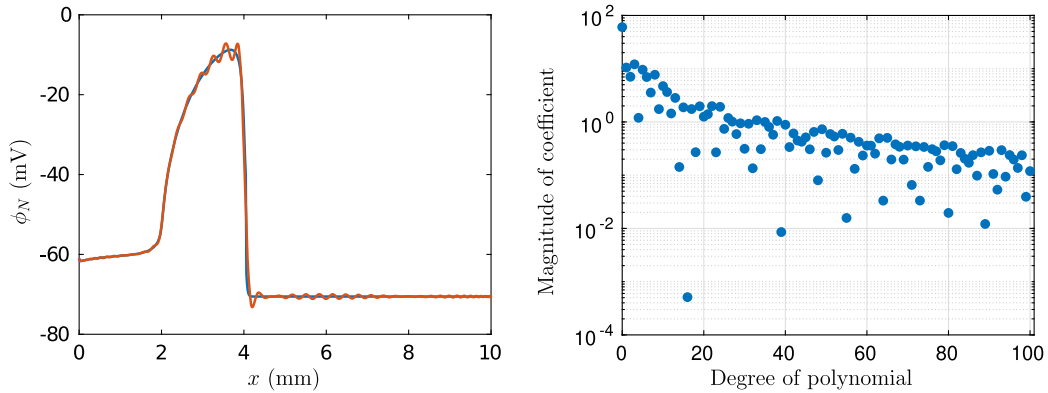 0
-20
-40
-60
-80
ϕ_N (mV)
0 2 4 6 8 10
x (mm)
10^2
10^0
10^-2
10^-4
Magnitude of coefficient
0 20 40 60 80 100
Degree of polynomial